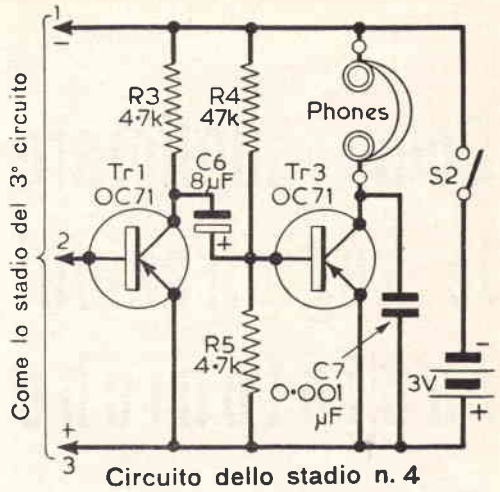 1
−
R3
4·7k
R4
47k
Phones
Tr1
OC71
C6
8µF
+
Tr3
OC71
S2
2
R5
4·7k
C7
0·001
µF
3V
−
+
+
3
Come lo stadio del 3° circuito
Circuito dello stadio n. 4